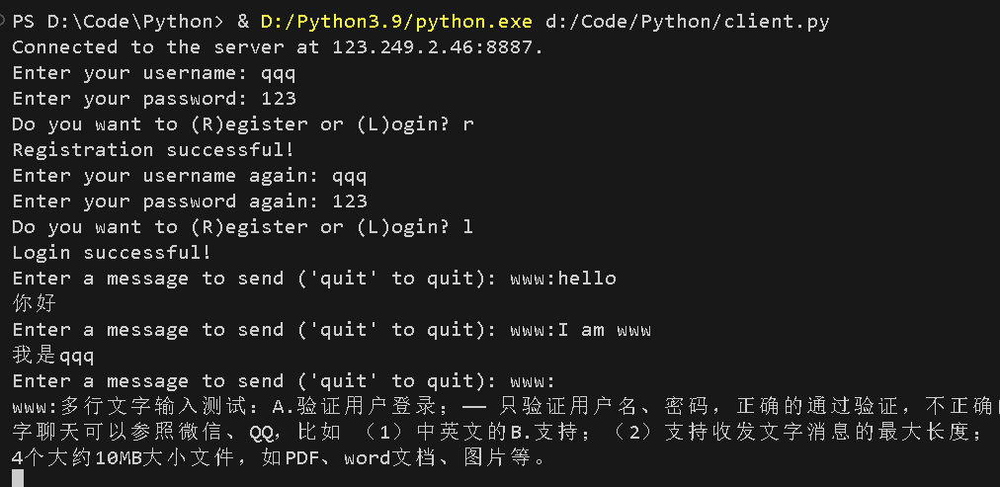 PS D:\Code\Python> & D:/Python3.9/python.exe d:/Code/Python/client.py
Connected to the server at 123.249.2.46:8887.
Enter your username: qqq
Enter your password: 123
Do you want to (R)egister or (L)ogin? r
Registration successful!
Enter your username again: qqq
Enter your password again: 123
Do you want to (R)egister or (L)ogin? l
Login successful!
Enter a message to send ('quit' to quit): www:hello
你好
Enter a message to send ('quit' to quit): www:I am www
我是qqq
Enter a message to send ('quit' to quit): www:
www:多行文字输入测试：A.验证用户登录；—— 只验证用户名、密码，正确的通过验证，不正确
字聊天可以参照微信、QQ，比如 （1）中英文的B.支持；（2）支持收发文字消息的最大长度；
4个大约10MB大小文件，如PDF、word文档、图片等。